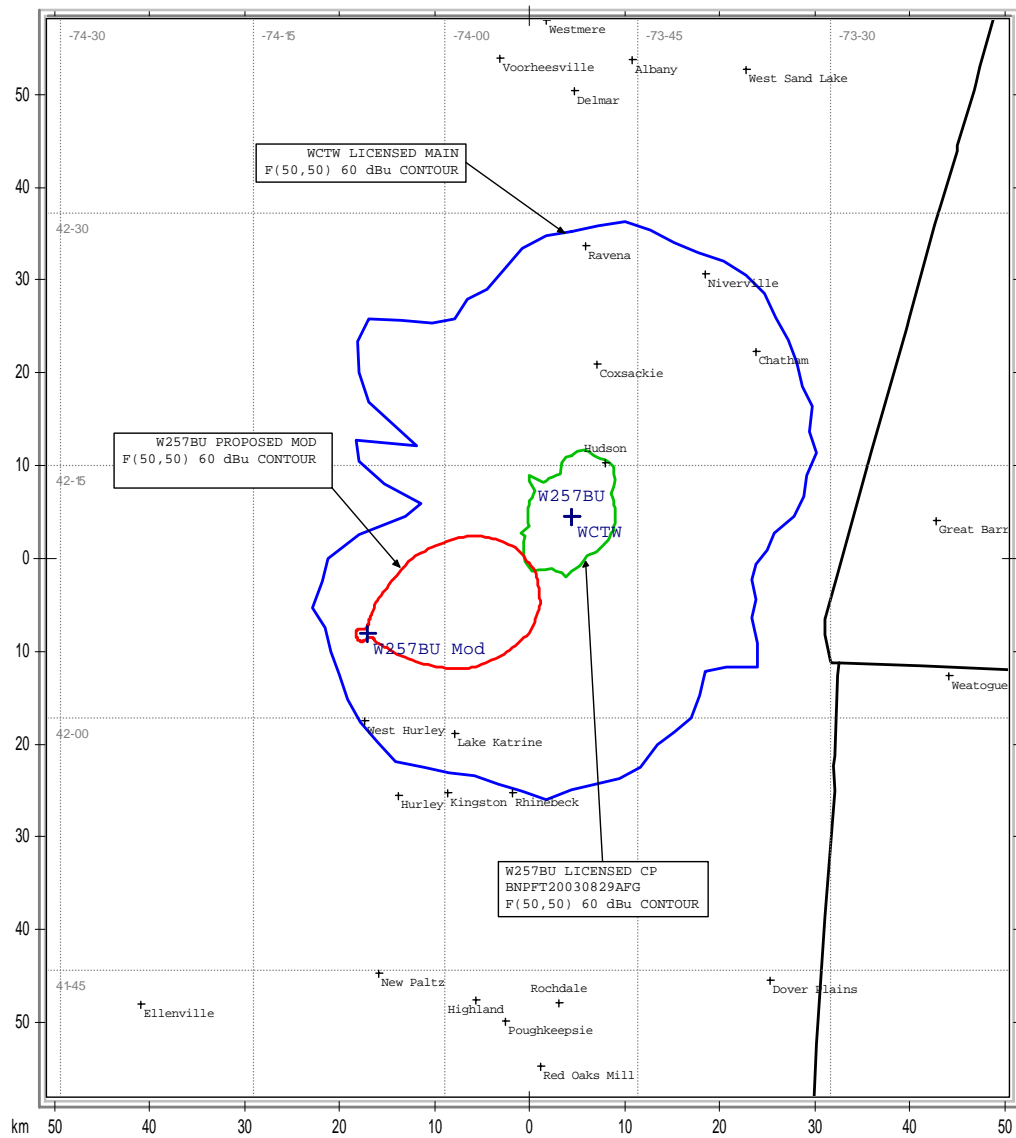 -74-30
-74-15
-74-00
-73-45
-73-30
Westmere
Voorheesville
Albany
West Sand Lake
Delmar
50
WCTW LICENSED MAIN
F(50,50) 60 dBu CONTOUR
40
42-30
Ravena
30
Niverville
20
Chatham
Coxsackie
W257BU PROPOSED MOD
F(50,50) 60 dBu CONTOUR
Hudson
10
42-15
W257BU
WCTW
Great Barr
0
W257BU Mod
10
Weatogue
West Hurley
Lake Katrine
42-00
20
Hurley
Kingston
Rhinebeck
30
W257BU LICENSED CP
BNPFT20030829AFG
F(50,50) 60 dBu CONTOUR
40
41-45
New Paltz
Rochdale
Dover Plains
Ellenville
Highland
50
Poughkeepsie
Red Oaks Mill
km
50
40
30
20
10
0
10
20
30
40
50